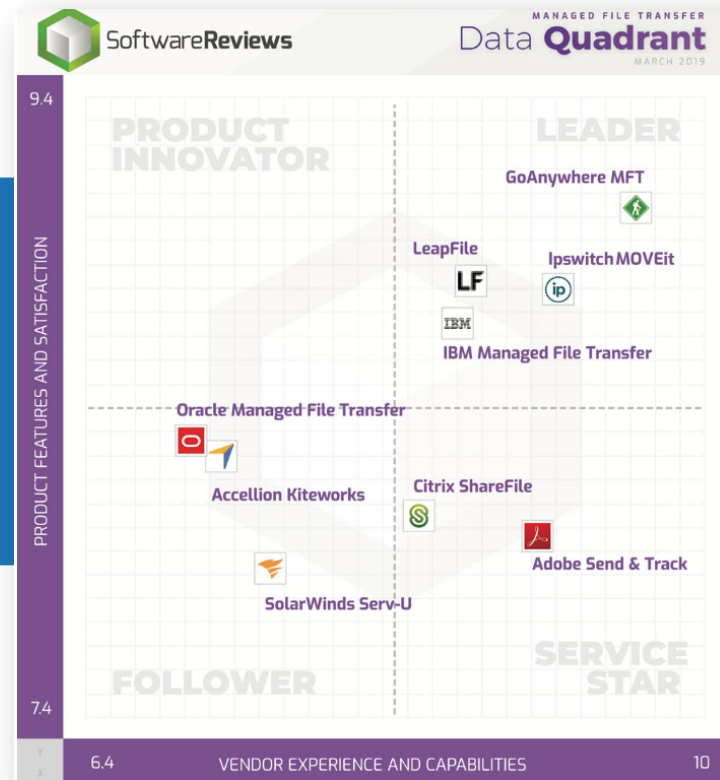 SoftwareReviews
MANAGED FILE TRANSFER
Data Quadrant
MARCH 2019
9.4
PRODUCT
INNOVATOR
LEADER
GoAnywhere MFT
LeapFile
LF
Ipswitch MOVEit
ip
IBM
IBM Managed File Transfer
PRODUCT FEATURES AND SATISFACTION
Oracle Managed File Transfer
Accellion Kiteworks
Citrix ShareFile
S
Adobe Send & Track
SolarWinds Serv-U
FOLLOWER
SERVICE
STAR
7.4
Y
X
6.4
VENDOR EXPERIENCE AND CAPABILITIES
10